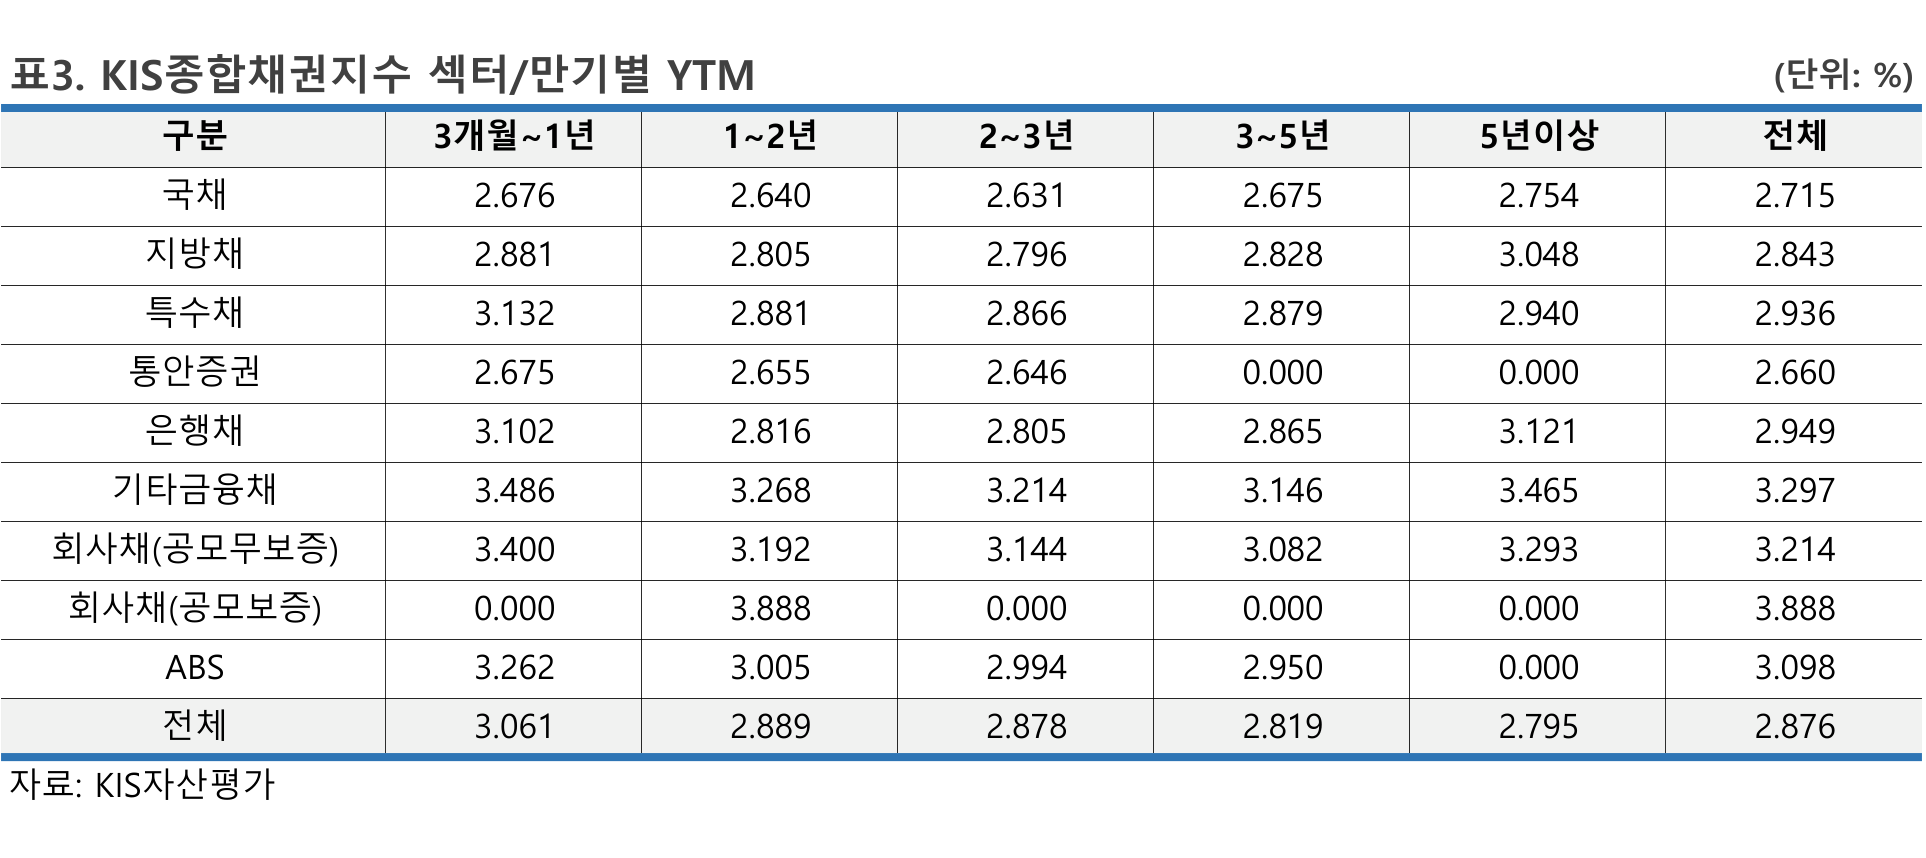 표3. KIS종합채권지수 섹터/만기별 YTM (단위: %)
구분 3개월~1년 1~2년 2~3년 3~5년 5년이상 전체
국채 2.676 2.640 2.631 2.675 2.754 2.715
지방채 2.881 2.805 2.796 2.828 3.048 2.843
특수채 3.132 2.881 2.866 2.879 2.940 2.936
통안증권 2.675 2.655 2.646 0.000 0.000 2.660
은행채 3.102 2.816 2.805 2.865 3.121 2.949
기타금융채 3.486 3.268 3.214 3.146 3.465 3.297
회사채(공모무보증) 3.400 3.192 3.144 3.082 3.293 3.214
회사채(공모보증) 0.000 3.888 0.000 0.000 0.000 3.888
ABS 3.262 3.005 2.994 2.950 0.000 3.098
전체 3.061 2.889 2.878 2.819 2.795 2.876
자료: KIS자산평가